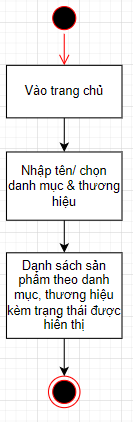 Vào trang chủ
Nhập tên/ chọn
danh mục & thương
hiệu
Danh sách sản
phẩm theo danh
mục, thương hiệu
kèm trạng thái được
hiển thị